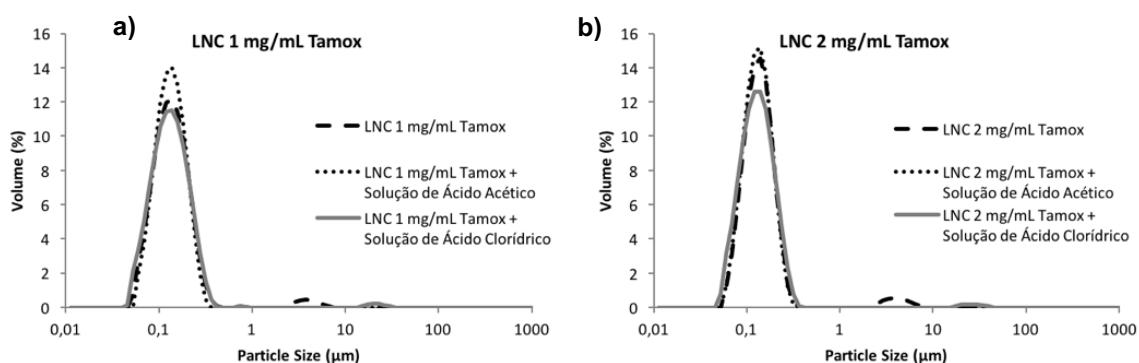 a)
LNC 1 mg/mL Tamox
16
14
12
10
8
6
4
2
0
Volume (%)
LNC 1 mg/mL Tamox
LNC 1 mg/mL Tamox +
Solução de Ácido Acético
LNC 1 mg/mL Tamox +
Solução de Ácido Clorídrico
0,01 0,1 1 10 100 1000
Particle Size (µm)
b)
LNC 2 mg/mL Tamox
16
14
12
10
8
6
4
2
0
Volume (%)
LNC 2 mg/mL Tamox
LNC 2 mg/mL Tamox +
Solução de Ácido Acético
LNC 2 mg/mL Tamox +
Solução de Ácido Clorídrico
0,01 0,1 1 10 100 1000
Particle Size (µm)